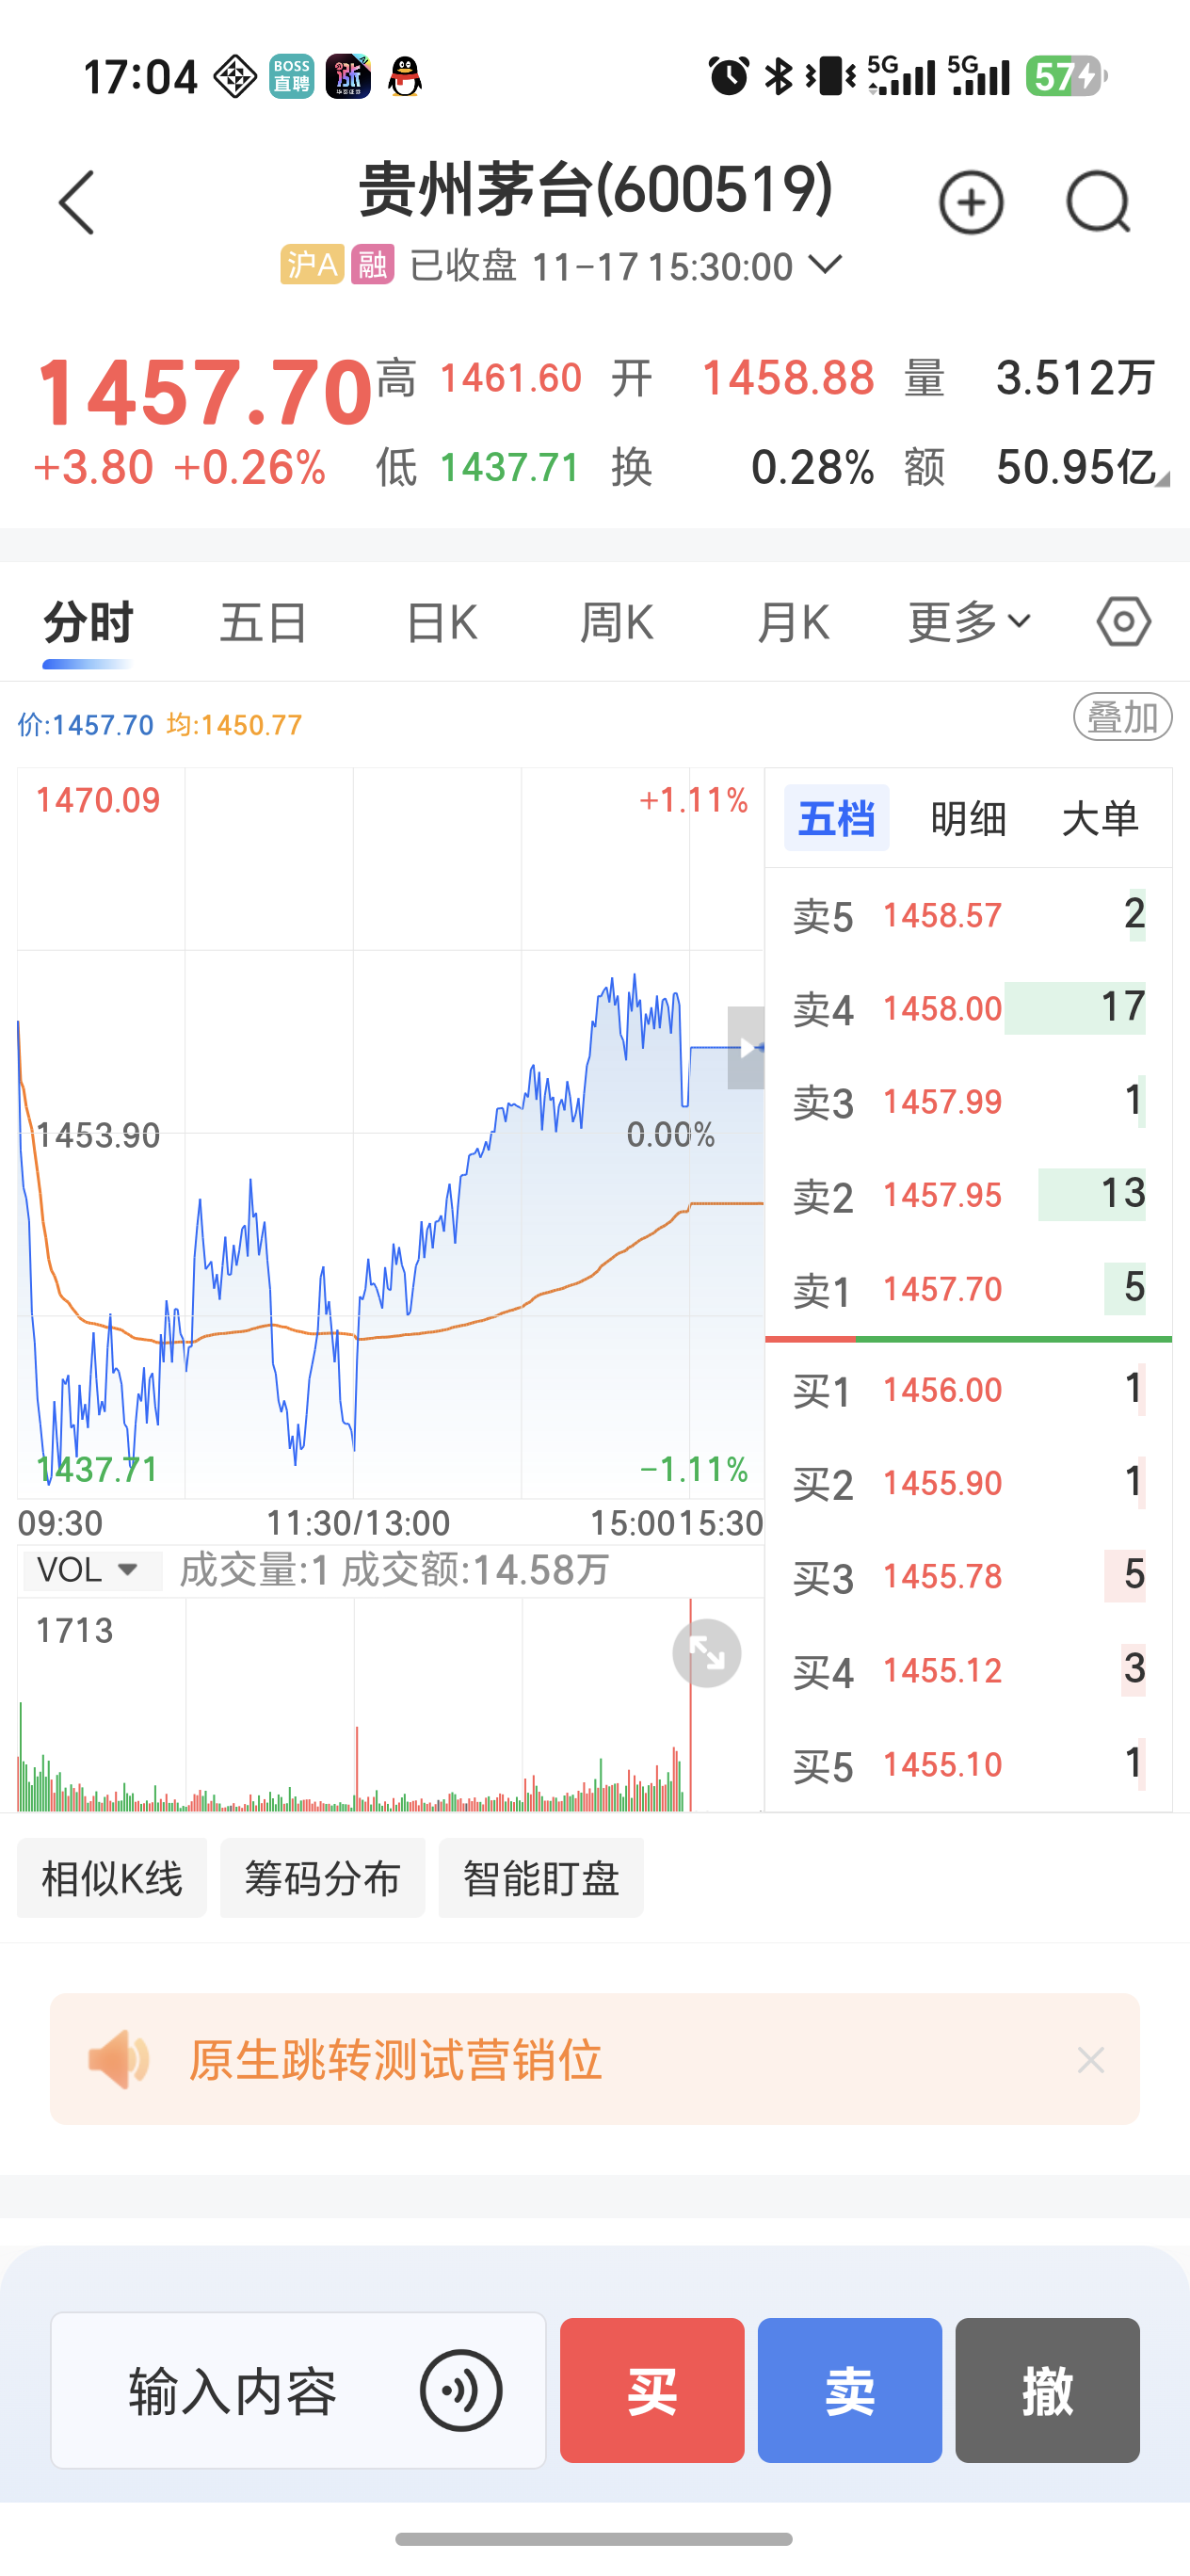 17:04 BOSS直聘 涨 5G 5G 57
贵州茅台(600519)
沪A 融 已收盘 11-17 15:30:00
1457.70 高 1461.60 开 1458.88 量 3.512万
+3.80 +0.26% 低 1437.71 换 0.28% 额 50.95亿
分时 五日 日K 周K 月K 更多
价:1457.70 均:1450.77 叠加
1470.09 +1.11%
1453.90 0.00%
1437.71 -1.11%
09:30 11:30/13:00 15:00 15:30
五档 明细 大单
卖5 1458.57 2
卖4 1458.00 17
卖3 1457.99 1
卖2 1457.95 13
卖1 1457.70 5
买1 1456.00 1
买2 1455.90 1
买3 1455.78 5
买4 1455.12 3
买5 1455.10 1
VOL 成交量:1 成交额:14.58万
1713
相似K线 筹码分布 智能盯盘
原生跳转测试营销位
输入内容 买 卖 撤